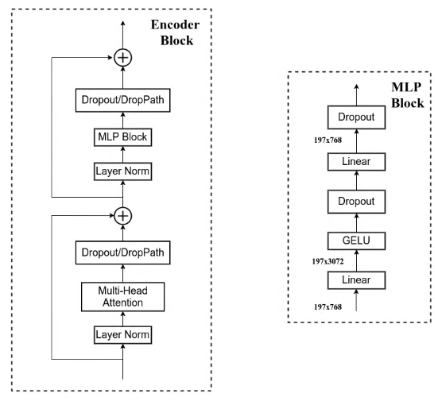 Encoder
Block
Dropout/DropPath
MLP Block
Layer Norm
Dropout/DropPath
Multi-Head
Attention
Layer Norm
MLP
Block
Dropout
197x768
Linear
Dropout
GELU
197x3072
Linear
197x768